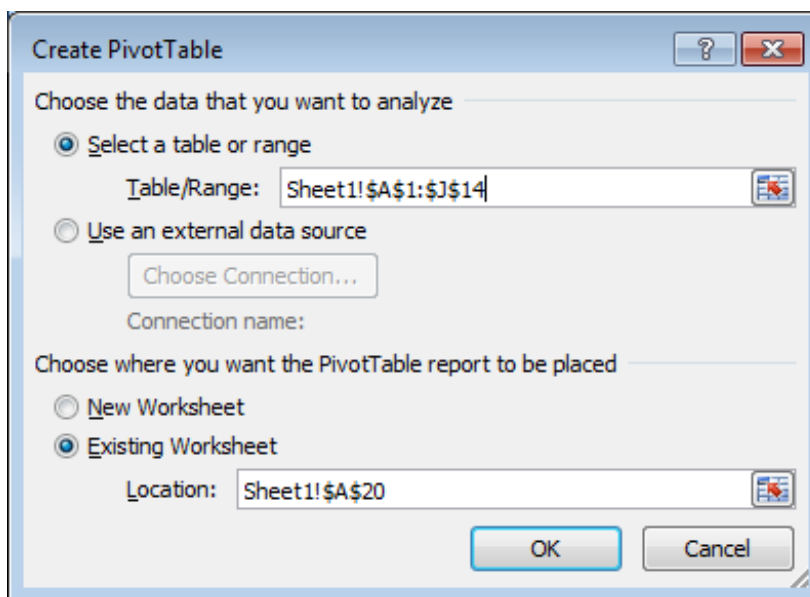 Create PivotTable
Choose the data that you want to analyze
Select a table or range
Table/Range: Sheet1!$A$1:$J$14
Use an external data source
Choose Connection...
Connection name:
Choose where you want the PivotTable report to be placed
New Worksheet
Existing Worksheet
Location: Sheet1!$A$20
OK Cancel